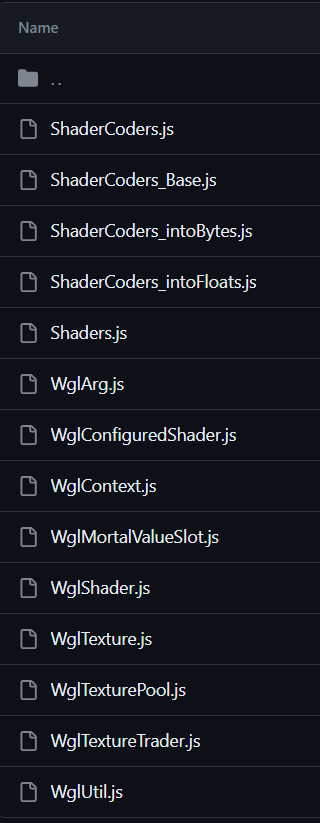 Name
..
ShaderCoders.js
ShaderCoders_Base.js
ShaderCoders_intoBytes.js
ShaderCoders_intoFloats.js
Shaders.js
WglArg.js
WglConfiguredShader.js
WglContext.js
WglMortalValueSlot.js
WglShader.js
WglTexture.js
WglTexturePool.js
WglTextureTrader.js
WglUtil.js